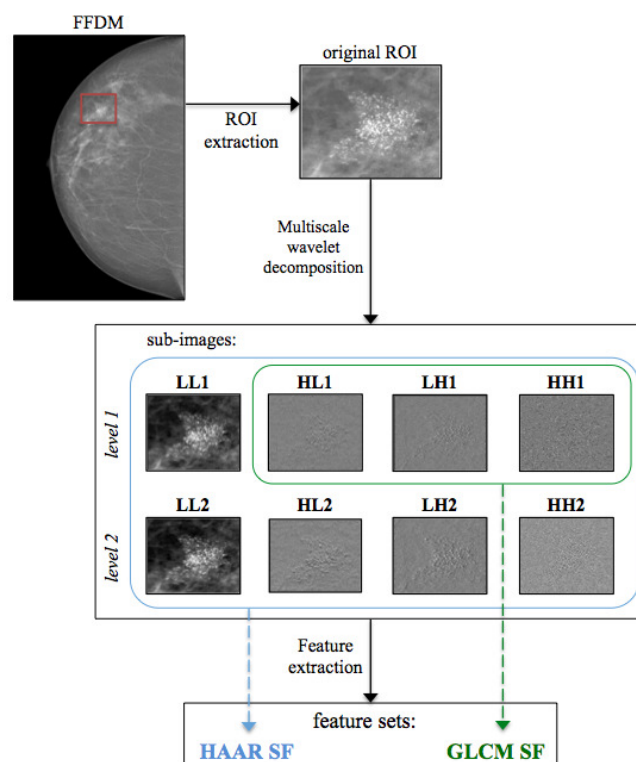 FFDM
original ROI
ROI
extraction
Multiscale
wavelet
decomposition
sub-images:
level 1
LL1
HL1
LH1
HH1
level 2
LL2
HL2
LH2
HH2
Feature
extraction
feature sets:
HAAR SF
GLCM SF